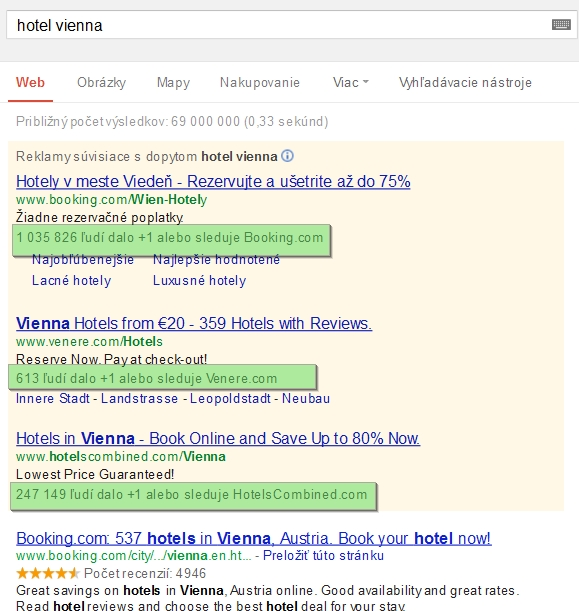 hotel vienna
Web Obrázky Mapy Nakupovanie Viac Vyhľadávacie nástroje
Približný počet výsledkov: 69 000 000 (0,33 sekúnd)
Reklamy súvisiace s dopytom hotel vienna
Hotely v meste Viedeň - Rezervujte a ušetrite až do 75%
www.booking.com/Wien-Hotely
Žiadne rezervačné poplatky.
1 035 826 ľudí dalo +1 alebo sleduje Booking.com
Najobľúbenejšie Najlepšie hodnotené
Lacné hotely Luxusné hotely
Vienna Hotels from €20 - 359 Hotels with Reviews.
www.venere.com/Hotels
Reserve Now. Pay at check-out!
613 ľudí dalo +1 alebo sleduje Venere.com
Innere Stadt - Landstrasse - Leopoldstadt - Neubau
Hotels in Vienna - Book Online and Save Up to 80% Now.
www.hotelscombined.com/Vienna
Lowest Price Guaranteed!
247 149 ľudí dalo +1 alebo sleduje HotelsCombined.com
Booking.com: 537 hotels in Vienna, Austria. Book your hotel now!
www.booking.com/city/.../vienna.en.ht... - Preložiť túto stránku
Počet recenzií: 4946
Great savings on hotels in Vienna, Austria online. Good availability and great rates.
Read hotel reviews and choose the best hotel deal for your stay.